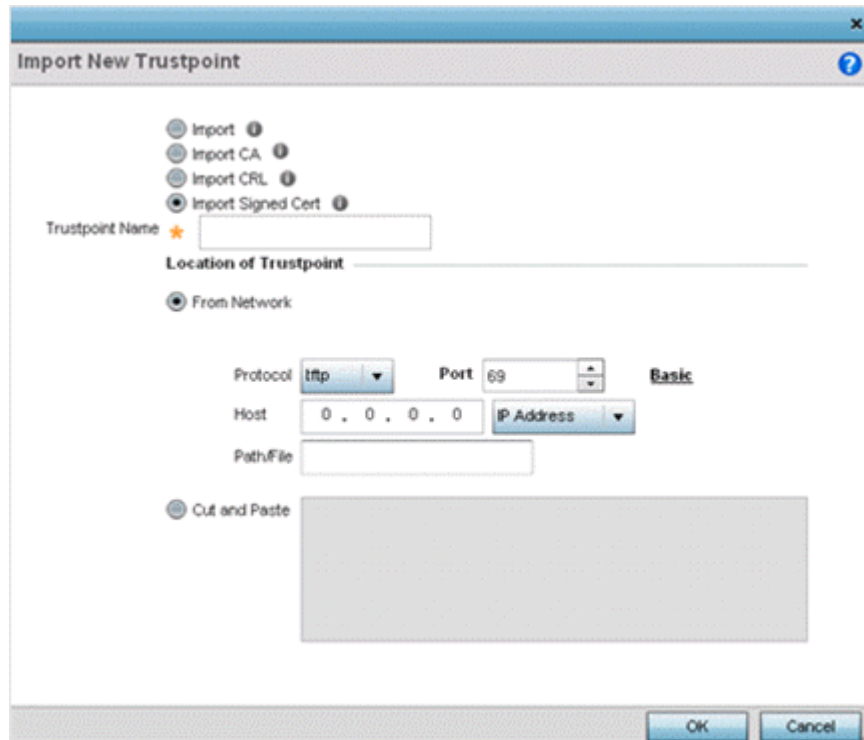 Import New Trustpoint
Import
Import CA
Import CRL
Import Signed Cert
Trustpoint Name *
Location of Trustpoint
From Network
Protocol tftp Port 69 Basic
Host 0 . 0 . 0 . 0 IP Address
Path/File
Cut and Paste
OK Cancel